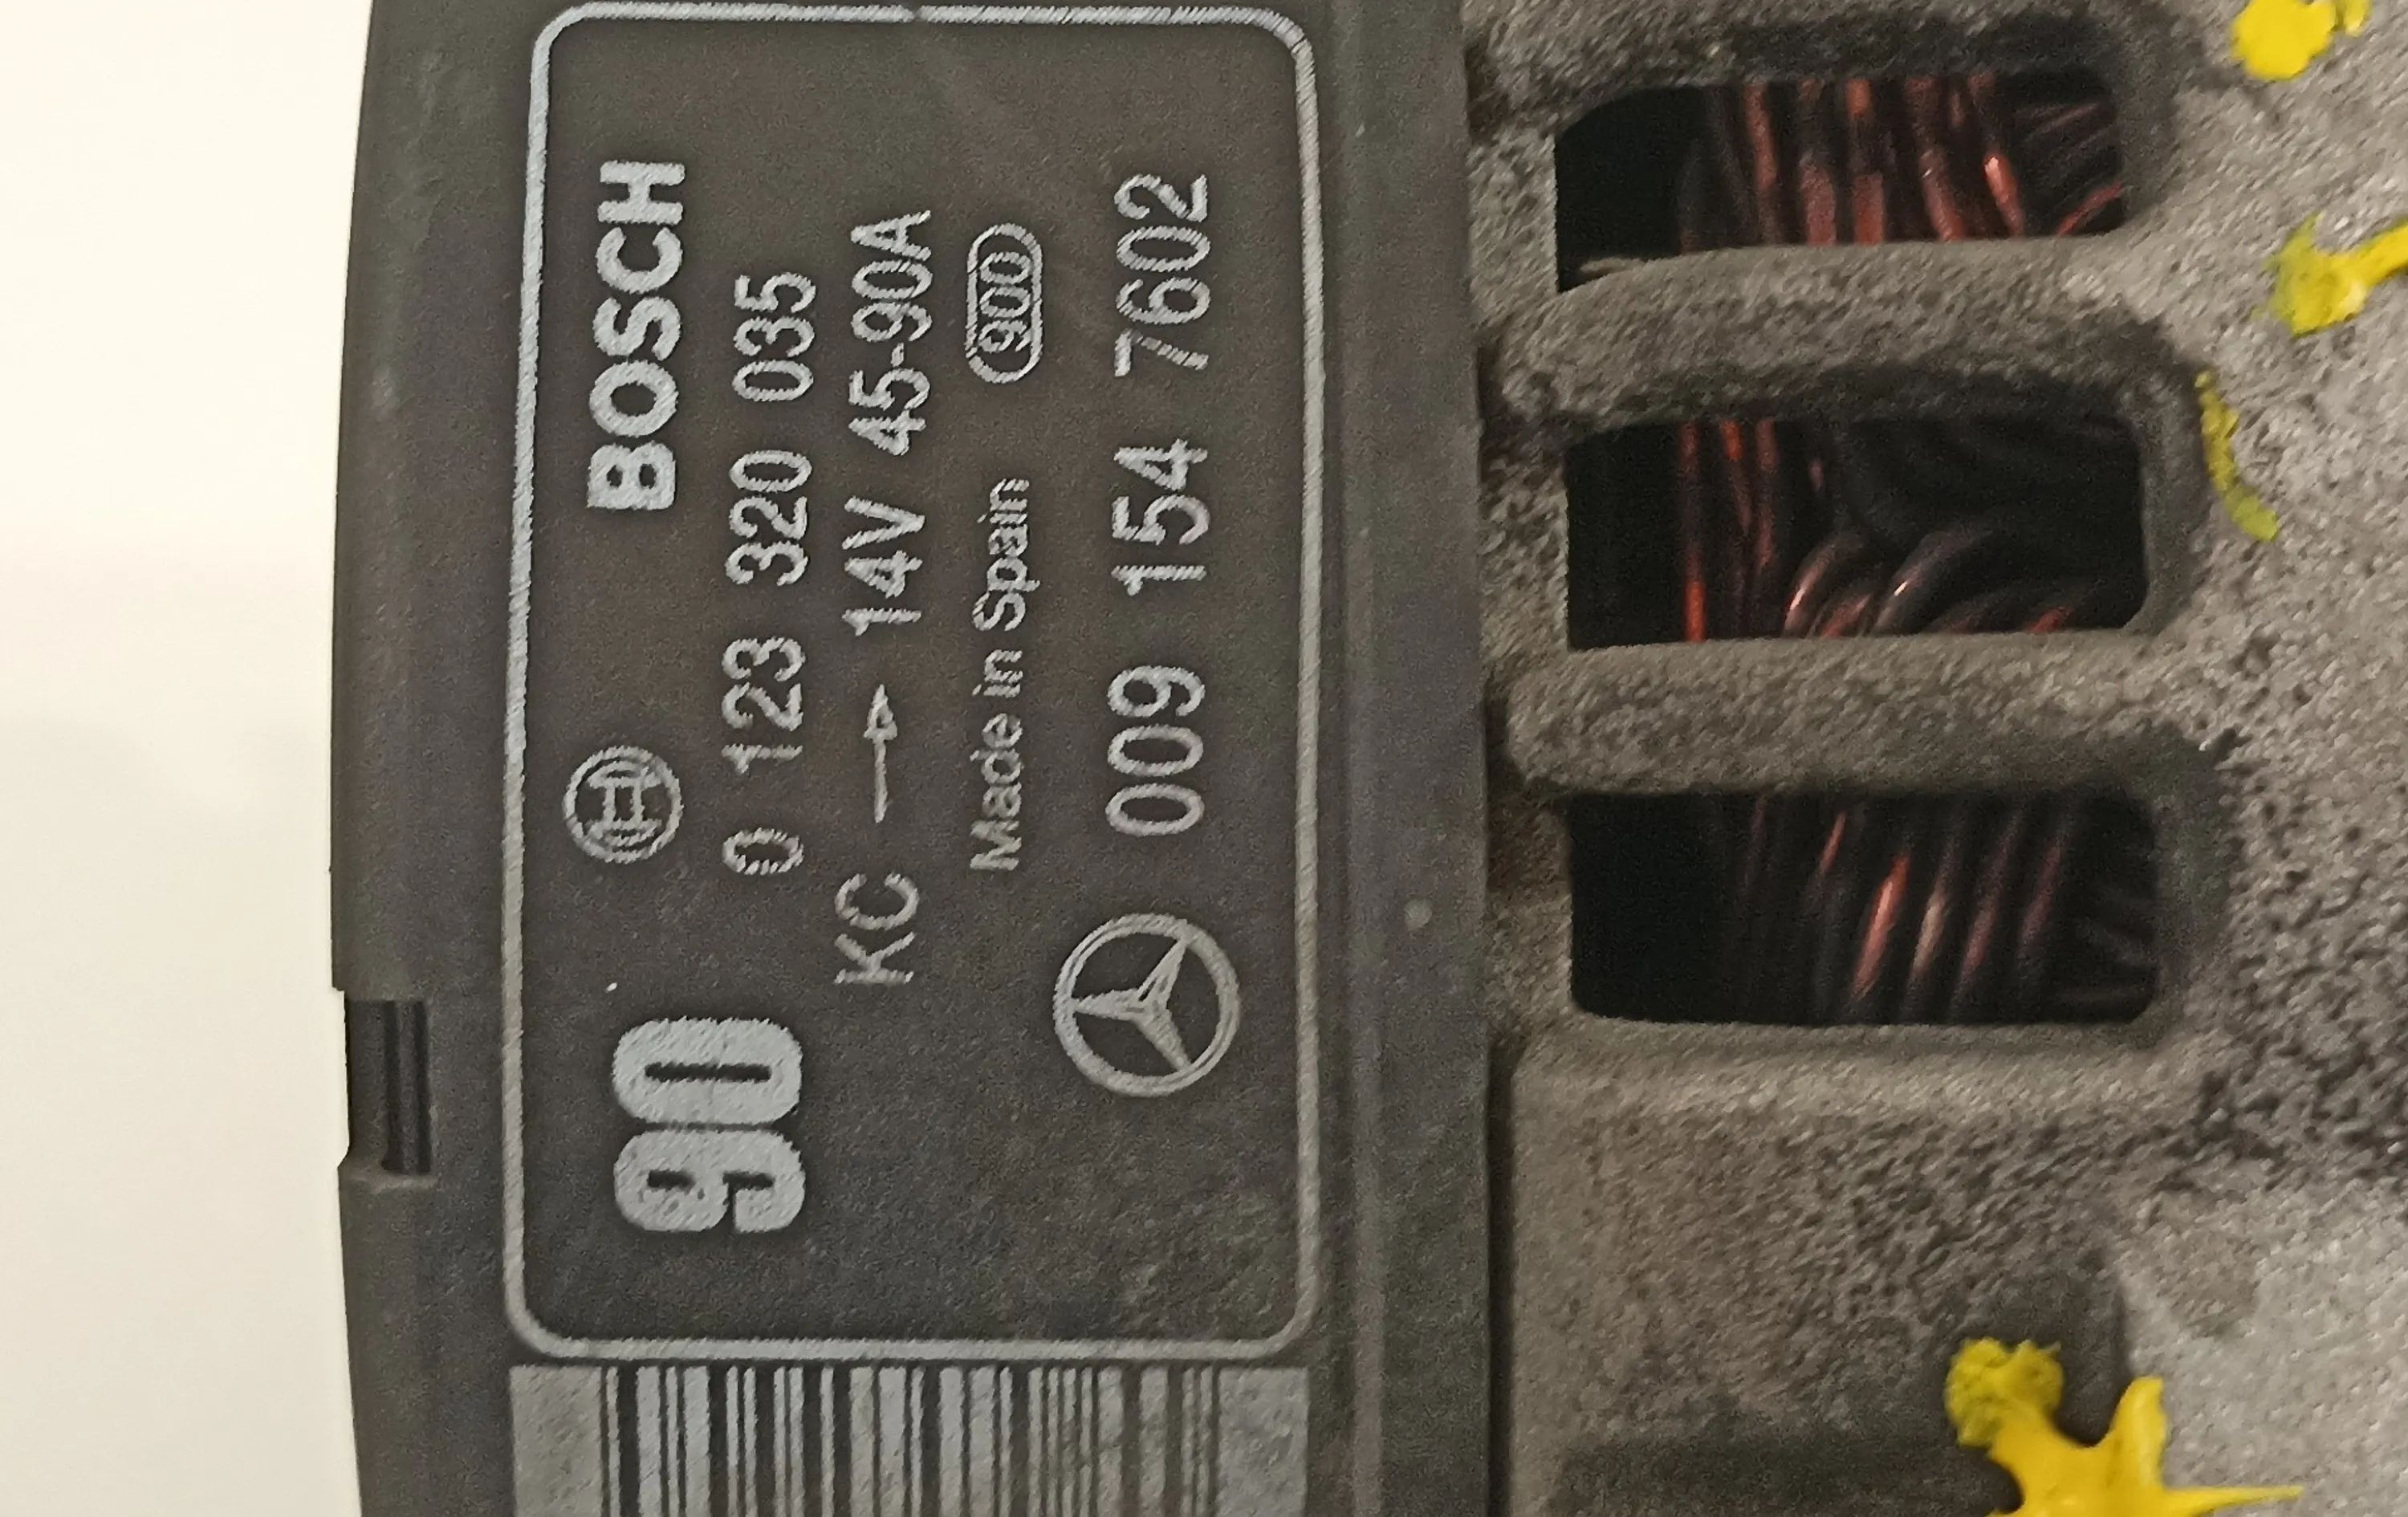 BOSCH
90
0 123 320 035
KC → 14V 45-90A
Made in Spain 900
009 154 7602